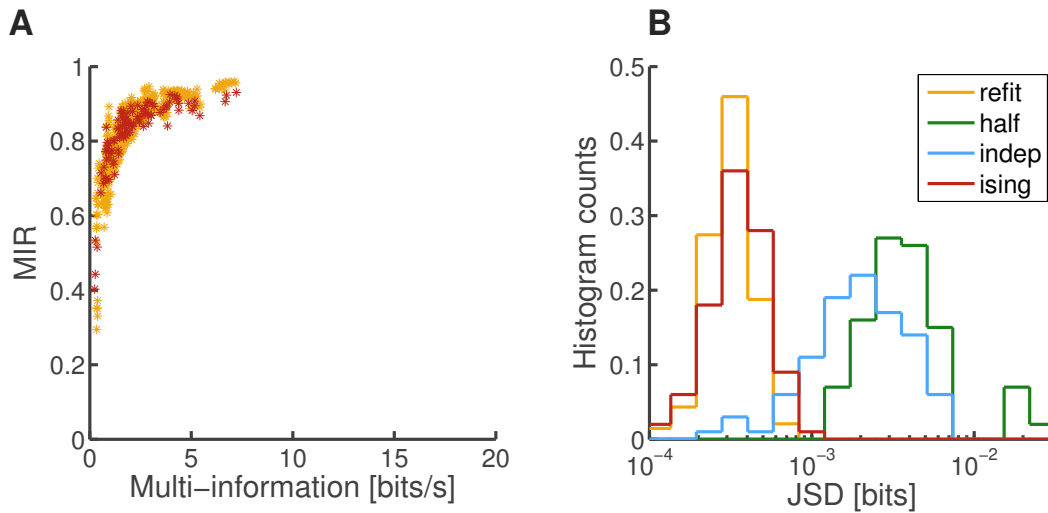 A
1
0.8
0.6
0.4
0.2
0
MIR
0
5
10
15
20
Multi−information [bits/s]
B
0.5
0.4
0.3
0.2
0.1
0
Histogram counts
refit
half
indep
ising
10^−4
10^−3
10^−2
JSD [bits]